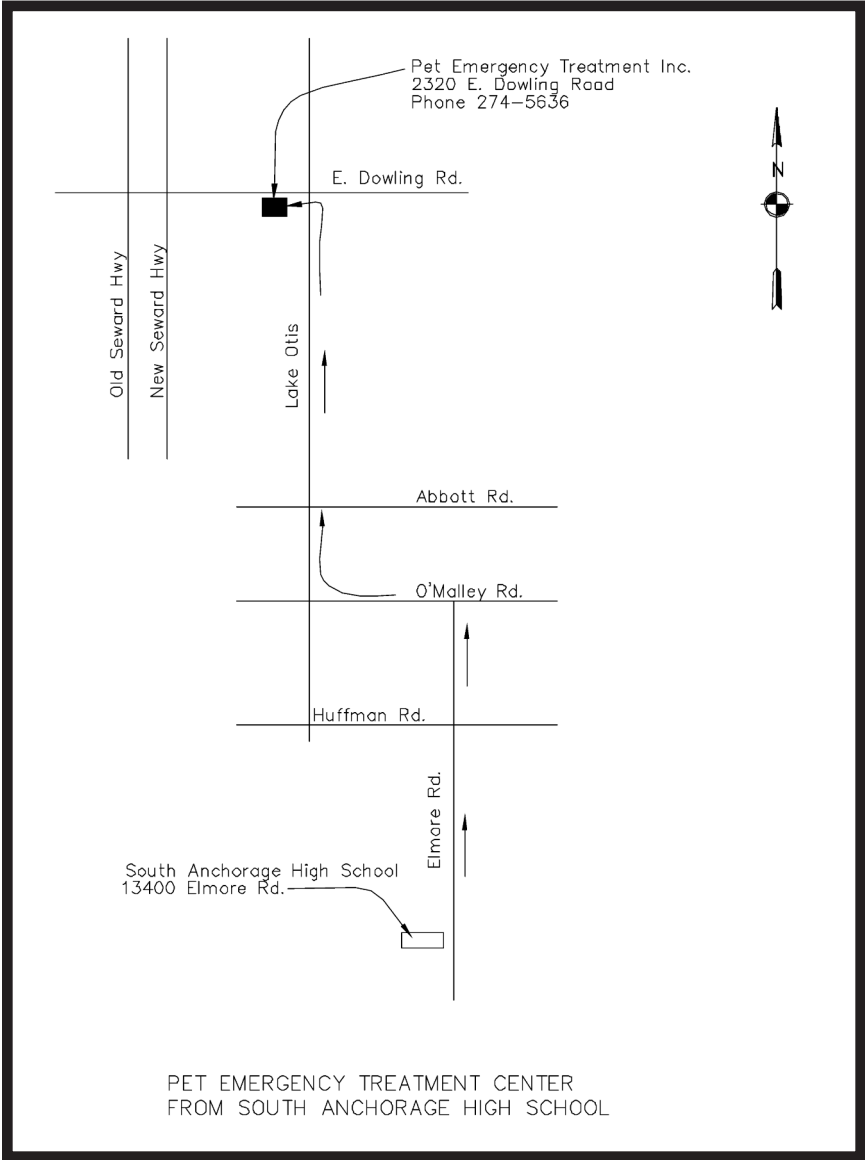 Pet Emergency Treatment Inc.
2320 E. Dowling Road
Phone 274-5636
N
E. Dowling Rd.
Old Seward Hwy
New Seward Hwy
Lake Otis
Abbott Rd.
O'Malley Rd.
Huffman Rd.
Elmore Rd.
South Anchorage High School
13400 Elmore Rd.
PET EMERGENCY TREATMENT CENTER
FROM SOUTH ANCHORAGE HIGH SCHOOL